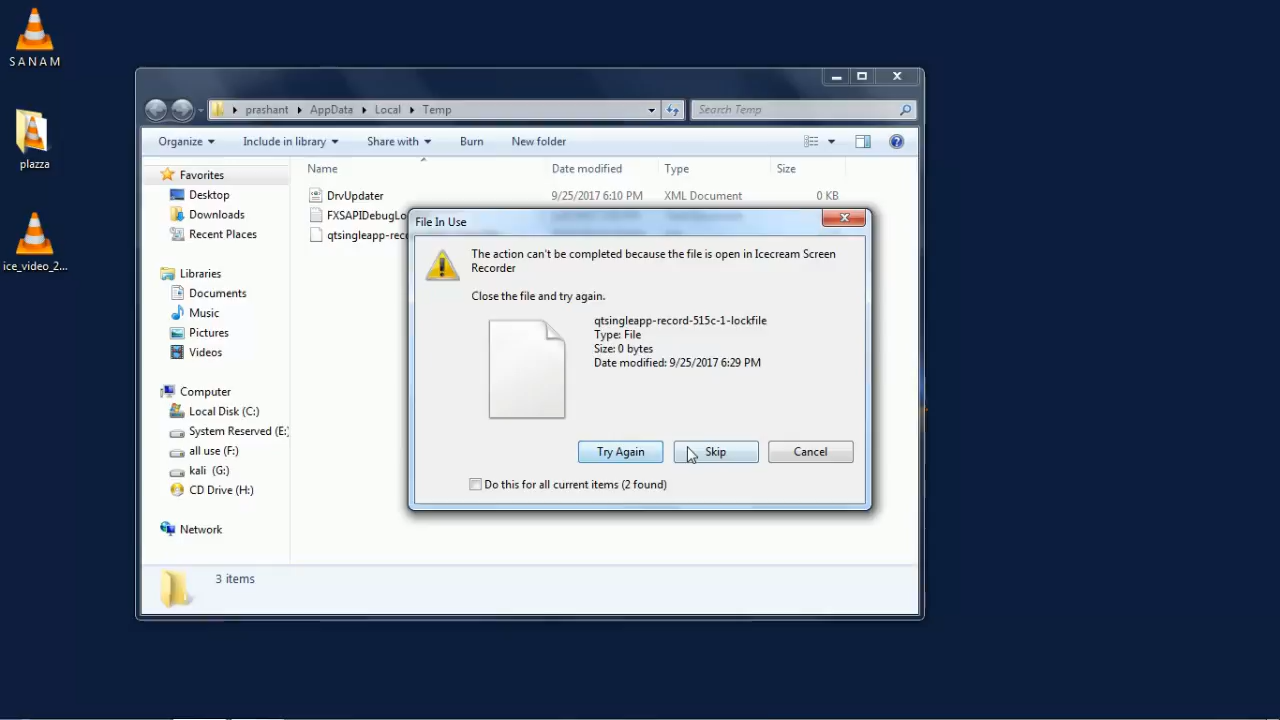 SANAM
plazza
ice_video_2...
prashant
AppData
Local
Temp
Search Temp
Organize
Include in library
Share with
Burn
New folder
Name
Date modified
Type
Size
Favorites
Desktop
Downloads
Recent Places
Libraries
Documents
Music
Pictures
Videos
Computer
Local Disk (C:)
System Reserved (E:
all use (F:)
kali (G:)
CD Drive (H:)
Network
DrvUpdater
9/25/2017 6:10 PM
XML Document
0 KB
FXSAPIDebugLo
qtsingleapp-reco
File In Use
The action can't be completed because the file is open in Icecream Screen
Recorder
Close the file and try again.
qtsingleapp-record-515c-1-lockfile
Type: File
Size: 0 bytes
Date modified: 9/25/2017 6:29 PM
Try Again
Skip
Cancel
Do this for all current items (2 found)
3 items